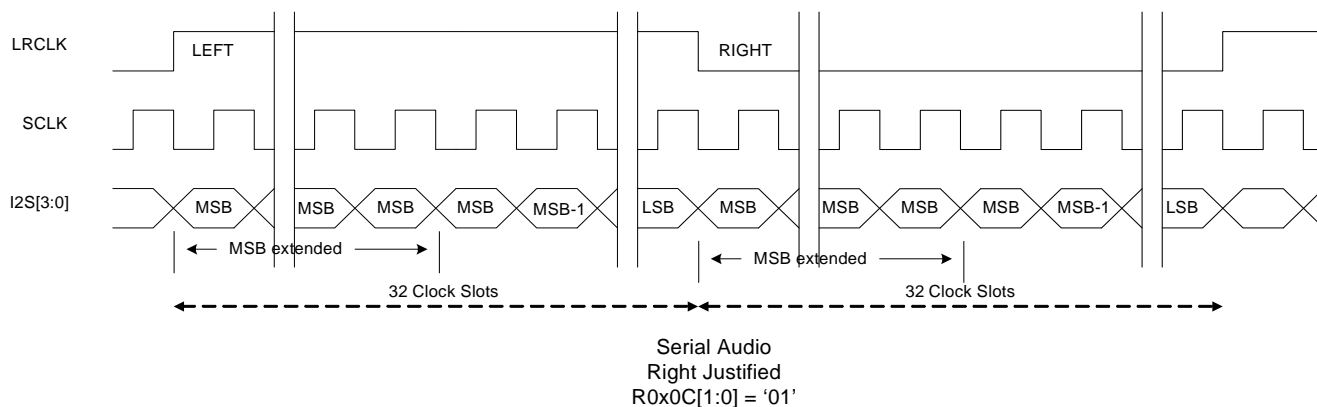 LRCLK
LEFT
RIGHT
SCLK
I2S[3:0]
MSB MSB MSB MSB MSB-1 LSB MSB MSB MSB MSB MSB-1 LSB
MSB extended
MSB extended
32 Clock Slots
32 Clock Slots
Serial Audio
Right Justified
R0x0C[1:0] = ‘01’